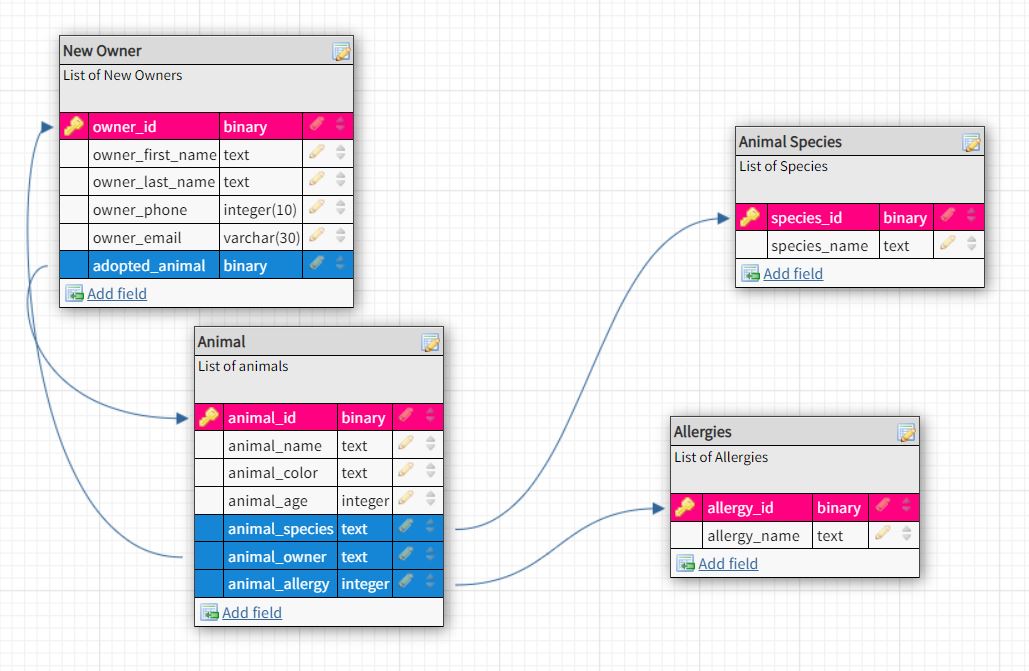 New Owner
List of New Owners
owner_id binary
owner_first_name text
owner_last_name text
owner_phone integer(10)
owner_email varchar(30)
adopted_animal binary
Add field
Animal
List of animals
animal_id binary
animal_name text
animal_color text
animal_age integer
animal_species text
animal_owner text
animal_allergy integer
Add field
Animal Species
List of Species
species_id binary
species_name text
Add field
Allergies
List of Allergies
allergy_id binary
allergy_name text
Add field